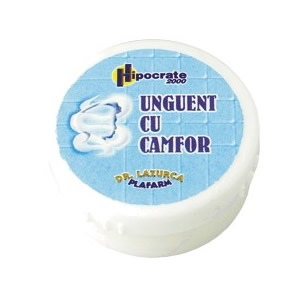 Hipocrate
2000
UNGUENT
CU
CAMFOR
DR. LAZURCA
PLAFARM